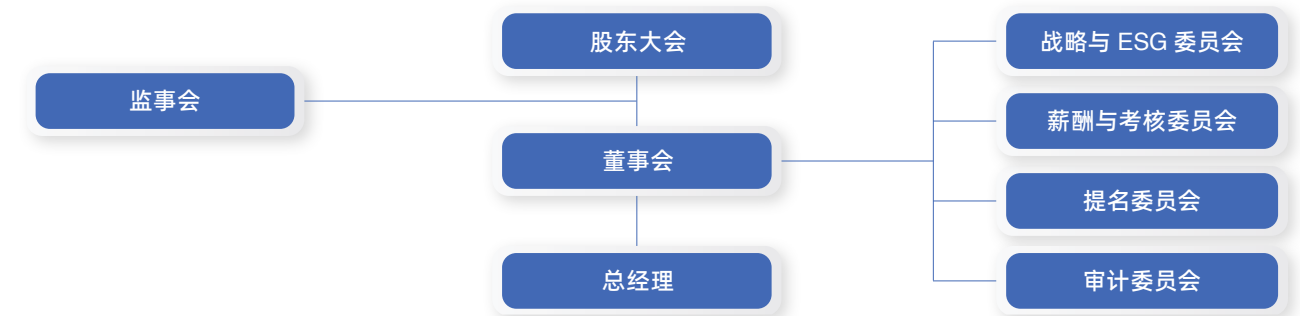 股东大会
监事会
董事会
总经理
战略与 ESG 委员会
薪酬与考核委员会
提名委员会
审计委员会